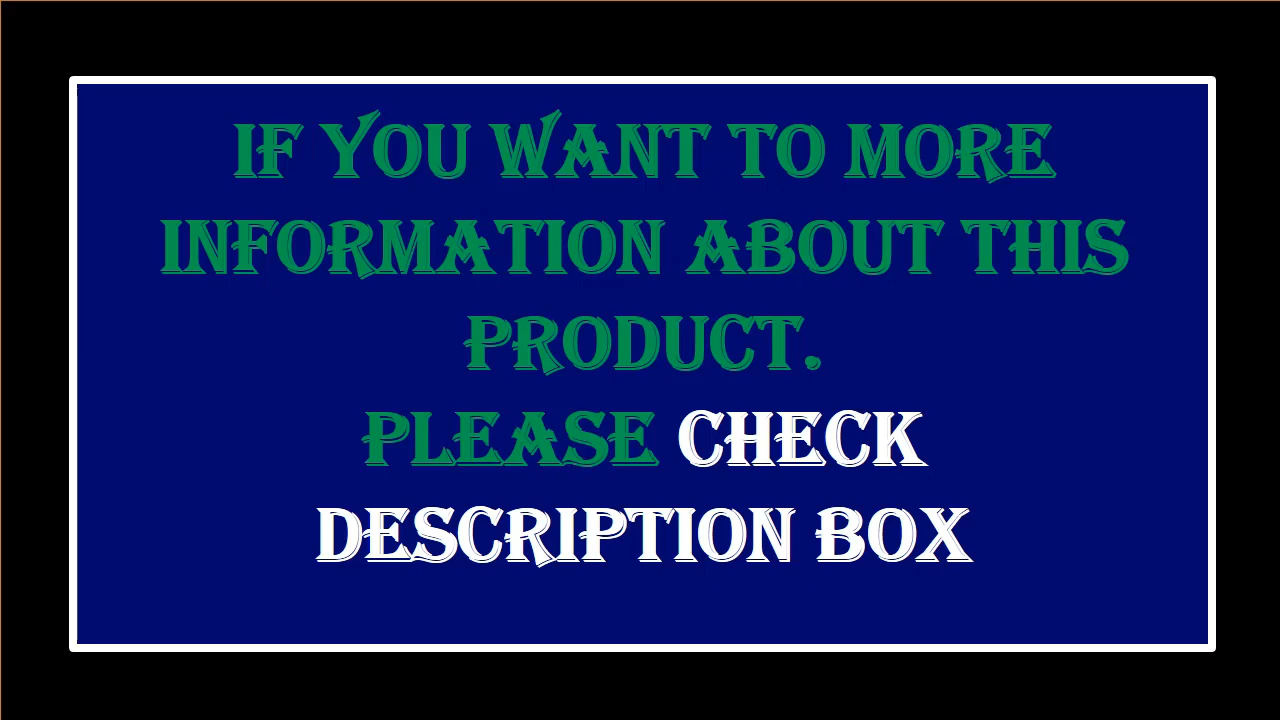 IF YOU WANT TO MORE
INFORMATION ABOUT THIS
PRODUCT.
PLEASE CHECK
DESCRIPTION BOX